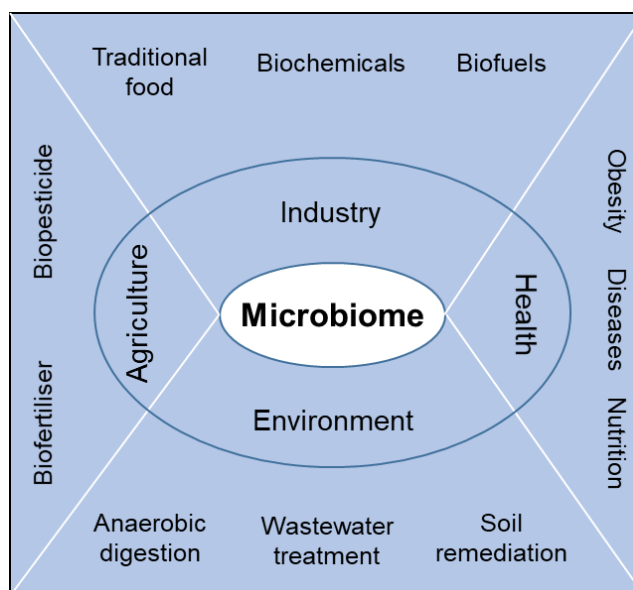 Traditional
food
Biochemicals
Biofuels
Biopesticide
Obesity
Industry
Agriculture
Microbiome
Health
Diseases
Environment
Biofertiliser
Nutrition
Anaerobic
digestion
Wastewater
treatment
Soil
remediation